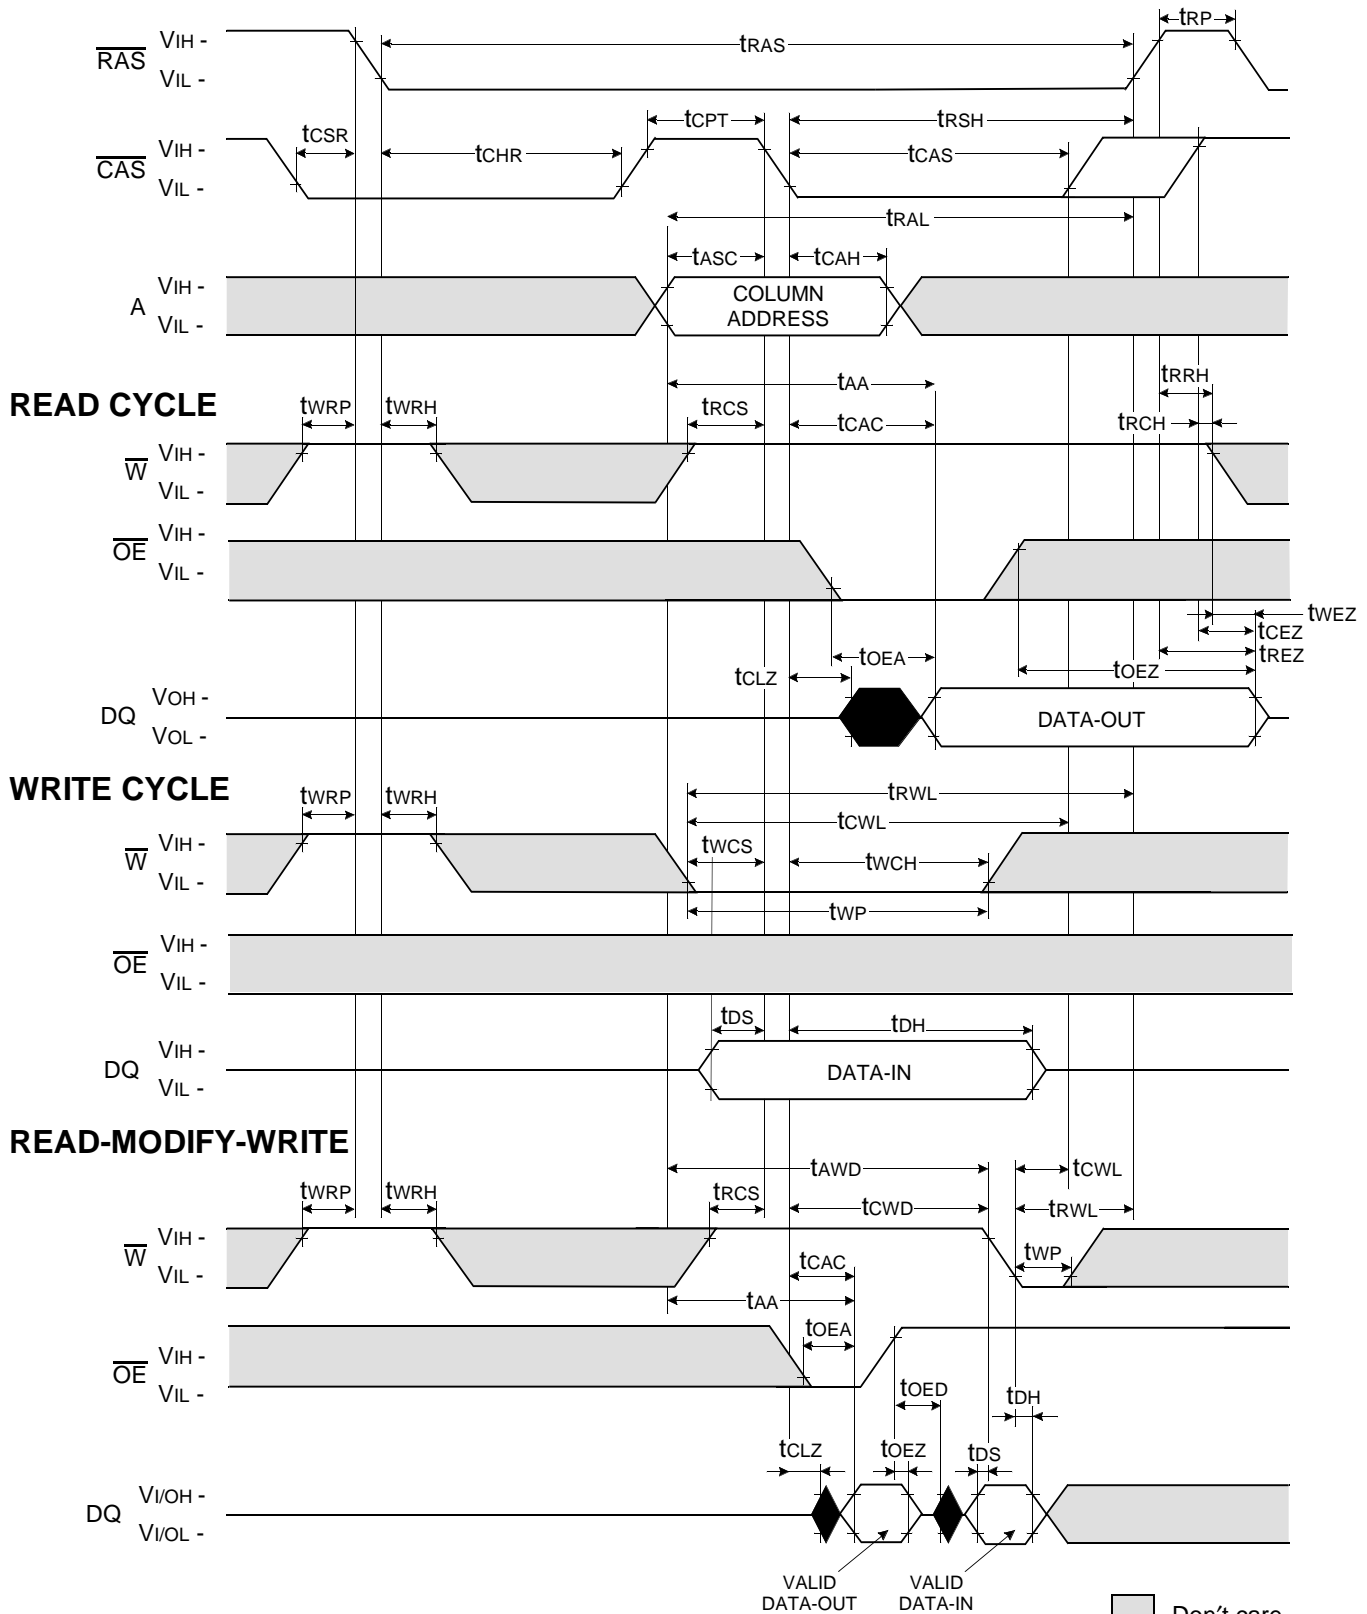 tRP
RAS
VIH -
tRAS
VIL -
tCPT
tRSH
tCSR
CAS
VIH -
tCHR
tCAS
VIL -
tRAL
tASC
tCAH
A
VIH -
COLUMN
ADDRESS
VIL -
tAA
tRRH
READ CYCLE
tWRP
tWRH
tRCS
tCAC
tRCH
W
VIH -
VIL -
OE
VIH -
VIL -
tWEZ
tCEZ
tOEA
tREZ
tCLZ
tOEZ
DQ
VOH -
DATA-OUT
VOL -
WRITE CYCLE
tWRP
tWRH
tRWL
tCWL
W
VIH -
tWCS
tWCH
VIL -
tWP
OE
VIH -
VIL -
tDS
tDH
DQ
VIH -
DATA-IN
VIL -
READ-MODIFY-WRITE
tAWD
tCWL
tWRP
tWRH
tRCS
tCWD
tRWL
W
VIH -
tCAC
tWP
VIL -
tAA
tOEA
OE
VIH -
VIL -
tOED
tDH
tCLZ
tOEZ
tDS
DQ
VI/OH -
VI/OL -
VALID
DATA-OUT
VALID
DATA-IN
Don't care